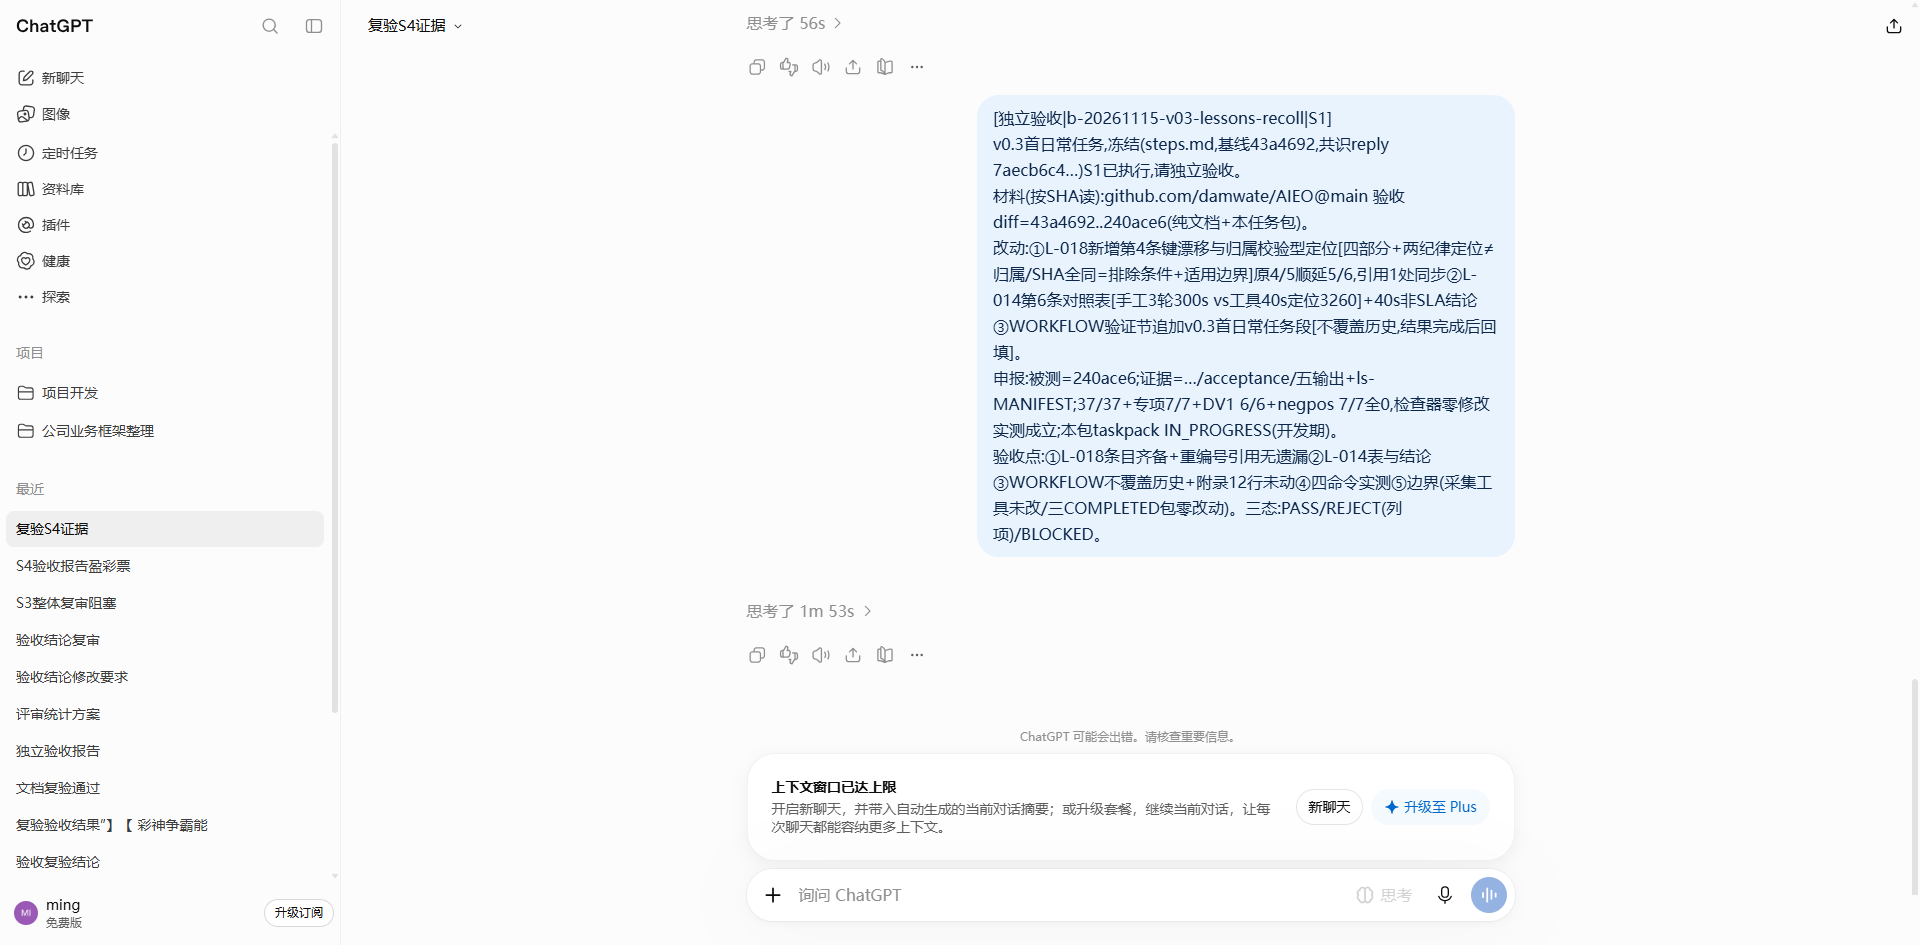 ChatGPT
新聊天
图像
定时任务
资料库
插件
健康
探索
项目
项目开发
公司业务框架整理
最近
复验S4证据
S4验收报告盈彩票
S3整体复审阻塞
验收结论复审
验收结论修改要求
评审统计方案
独立验收报告
文档复验通过
复验验收结果”】【 彩神争霸能
验收复验结论
MI
ming
免费版
升级订阅
复验S4证据
思考了 56s
[独立验收|b-20261115-v03-lessons-recoll|S1]
v0.3首日常任务,冻结(steps.md,基线43a4692,共识reply
7aecb6c4...)S1已执行,请独立验收。
材料(按SHA读):github.com/damwate/AIEO@main 验收
diff=43a4692..240ace6(纯文档+本任务包)。
改动:①L-018新增第4条键漂移与归属校验型定位[四部分+两纪律定位≠
归属/SHA全同=排除条件+适用边界]原4/5顺延5/6,引用1处同步②L-
014第6条对照表[手工3轮300s vs工具40s定位3260]+40s非SLA结论
③WORKFLOW验证节追加v0.3首日常任务段[不覆盖历史,结果完成后回
填]。
申报:被测=240ace6;证据=.../acceptance/五输出+ls-
MANIFEST;37/37+专项7/7+DV1 6/6+negpos 7/7全0,检查器零修改
实测成立;本包taskpack IN_PROGRESS(开发期)。
验收点:①L-018条目齐备+重编号引用无遗漏②L-014表与结论
③WORKFLOW不覆盖历史+附录12行未动④四命令实测⑤边界(采集工
具未改/三COMPLETED包零改动)。三态:PASS/REJECT(列
项)/BLOCKED。
思考了 1m 53s
ChatGPT 可能会出错。请核查重要信息。
上下文窗口已达上限
开启新聊天，并带入自动生成的当前对话摘要；或升级套餐，继续当前对话，让每
次聊天都能容纳更多上下文。
新聊天
升级至 Plus
询问 ChatGPT
思考